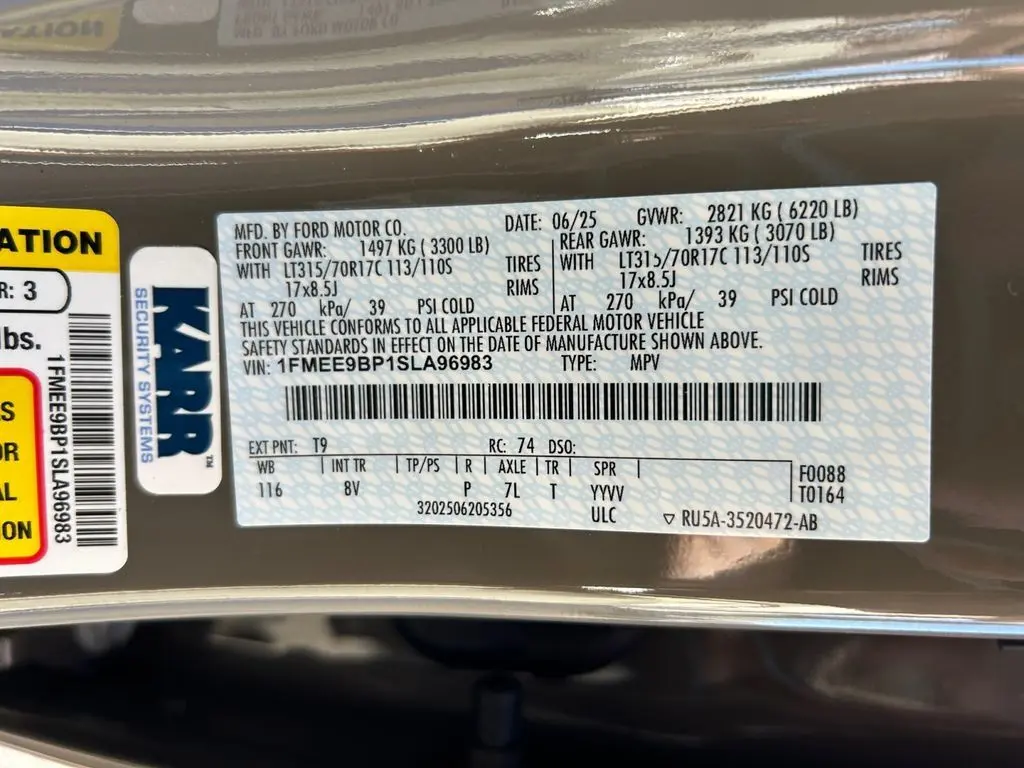 ATION
R: 3
lbs.
1FMEE9BP1SLA96983
S
OR
AL
ON
KARR™
SECURITY SYSTEMS
MFD. BY FORD MOTOR CO. DATE: 06/25 GVWR: 2821 KG ( 6220 LB)
FRONT GAWR: 1497 KG ( 3300 LB) REAR GAWR: 1393 KG ( 3070 LB)
WITH LT315/70R17C 113/110S TIRES WITH LT315/70R17C 113/110S TIRES
17x8.5J RIMS 17x8.5J RIMS
AT 270 kPa/ 39 PSI COLD AT 270 kPa/ 39 PSI COLD
THIS VEHICLE CONFORMS TO ALL APPLICABLE FEDERAL MOTOR VEHICLE
SAFETY STANDARDS IN EFFECT ON THE DATE OF MANUFACTURE SHOWN ABOVE.
VIN: 1FMEE9BP1SLA96983 TYPE: MPV
EXT PNT: T9 RC: 74 DSO:
WB INT TR TP/PS R AXLE TR SPR F0088
116 8V P 7L T YYVV T0164
3202506205356 ULC ▽ RU5A-3520472-AB